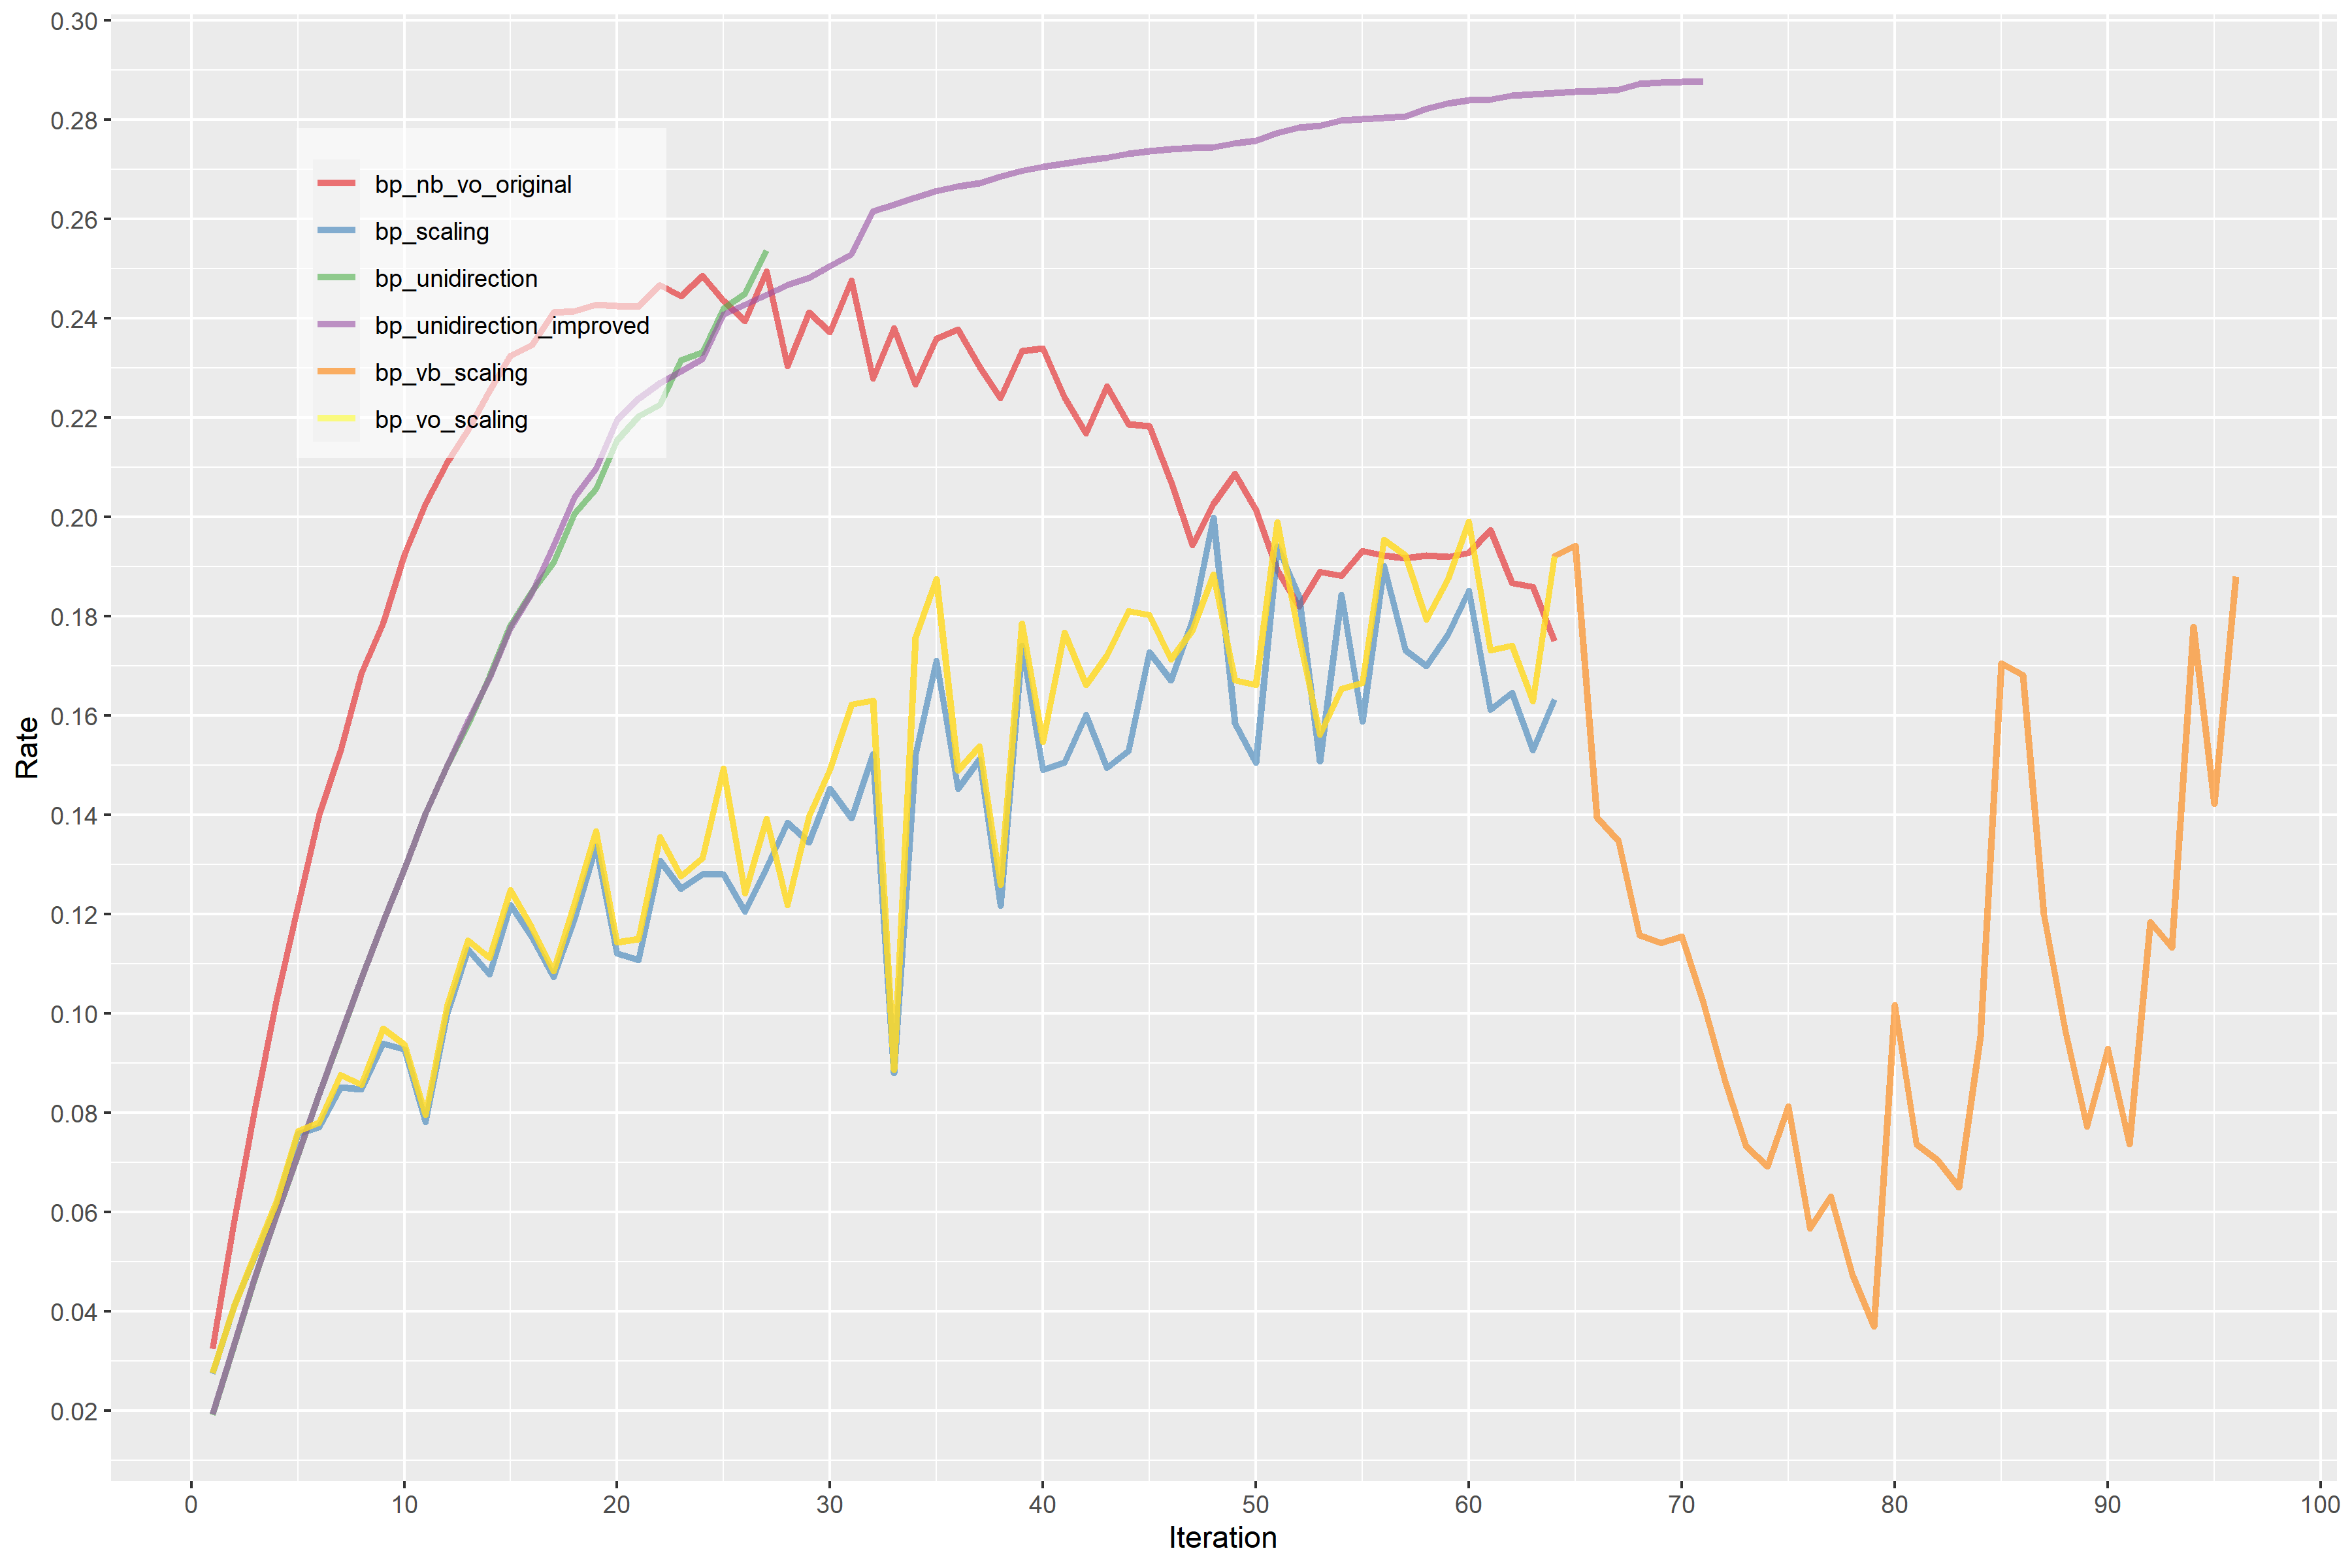 0.30
0.28
0.26
0.24
0.22
0.20
0.18
0.16
0.14
0.12
0.10
0.08
0.06
0.04
0.02
Rate
bp_nb_vo_original
bp_scaling
bp_unidirection
bp_unidirection_improved
bp_vb_scaling
bp_vo_scaling
0 10 20 30 40 50 60 70 80 90 100
Iteration